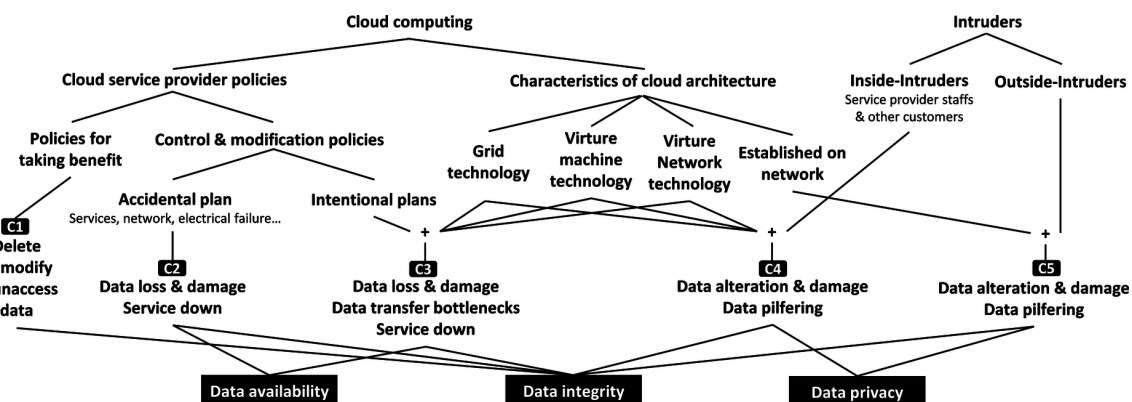 Cloud computing
Intruders
Cloud service provider policies
Characteristics of cloud architecture
Inside-Intruders
Service provider staffs
& other customers
Outside-Intruders
Policies for
taking benefit
Control & modification policies
Grid
technology
Virture
machine
technology
Virture
Network
technology
Established on
network
Accidental plan
Services, network, electrical failure...
Intentional plans
+
+
+
C1
modify
data
C2
Data loss & damage
Service down
C3
Data loss & damage
Data transfer bottlenecks
Service down
C4
Data alteration & damage
Data pilfering
C5
Data alteration & damage
Data pilfering
Data availability
Data integrity
Data privacy